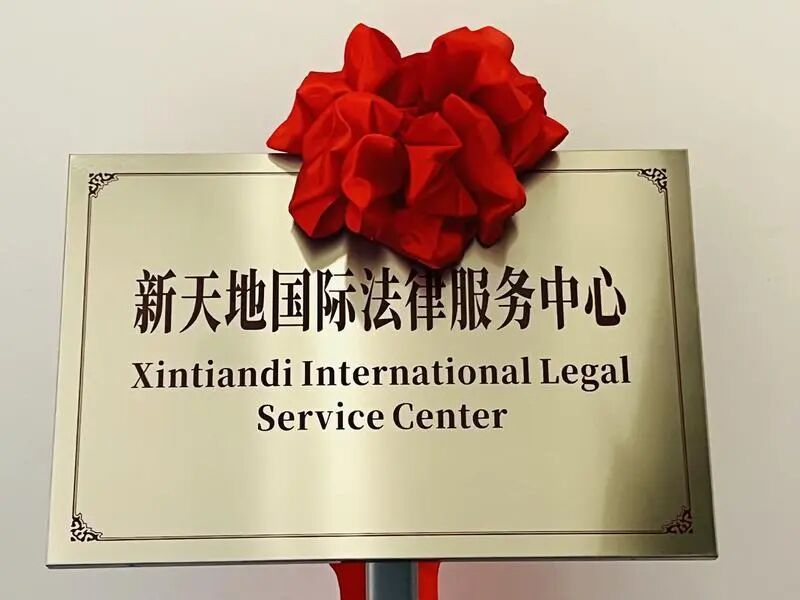 新天地国际法律服务中心
Xintiandi International Legal
Service Center